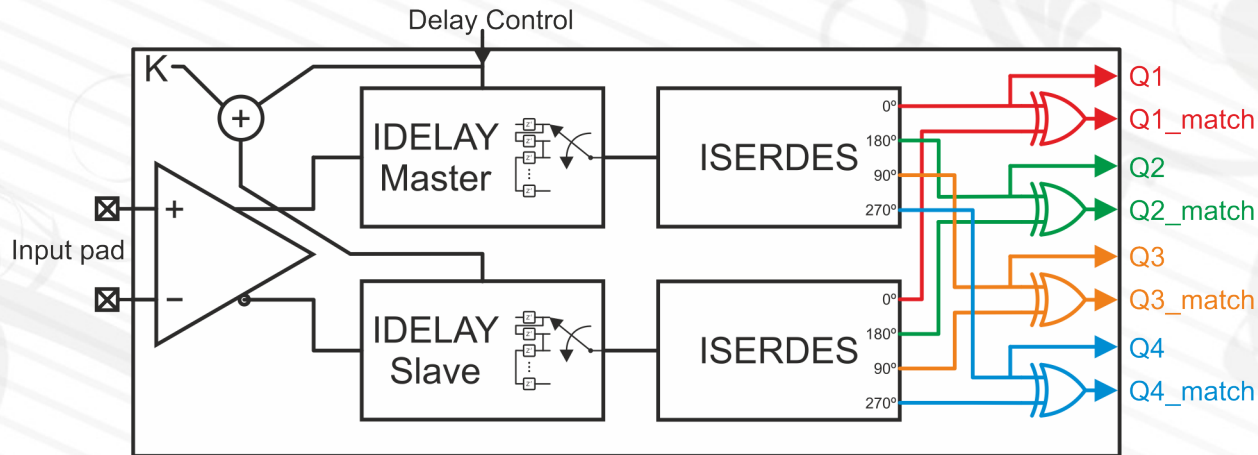 Delay Control
K
+
IDELAY
Master
ISERDES
0º
180º
90º
270º
Q1
Q1_match
Q2
Q2_match
Input pad
+
−
IDELAY
Slave
ISERDES
0º
180º
90º
270º
Q3
Q3_match
Q4
Q4_match